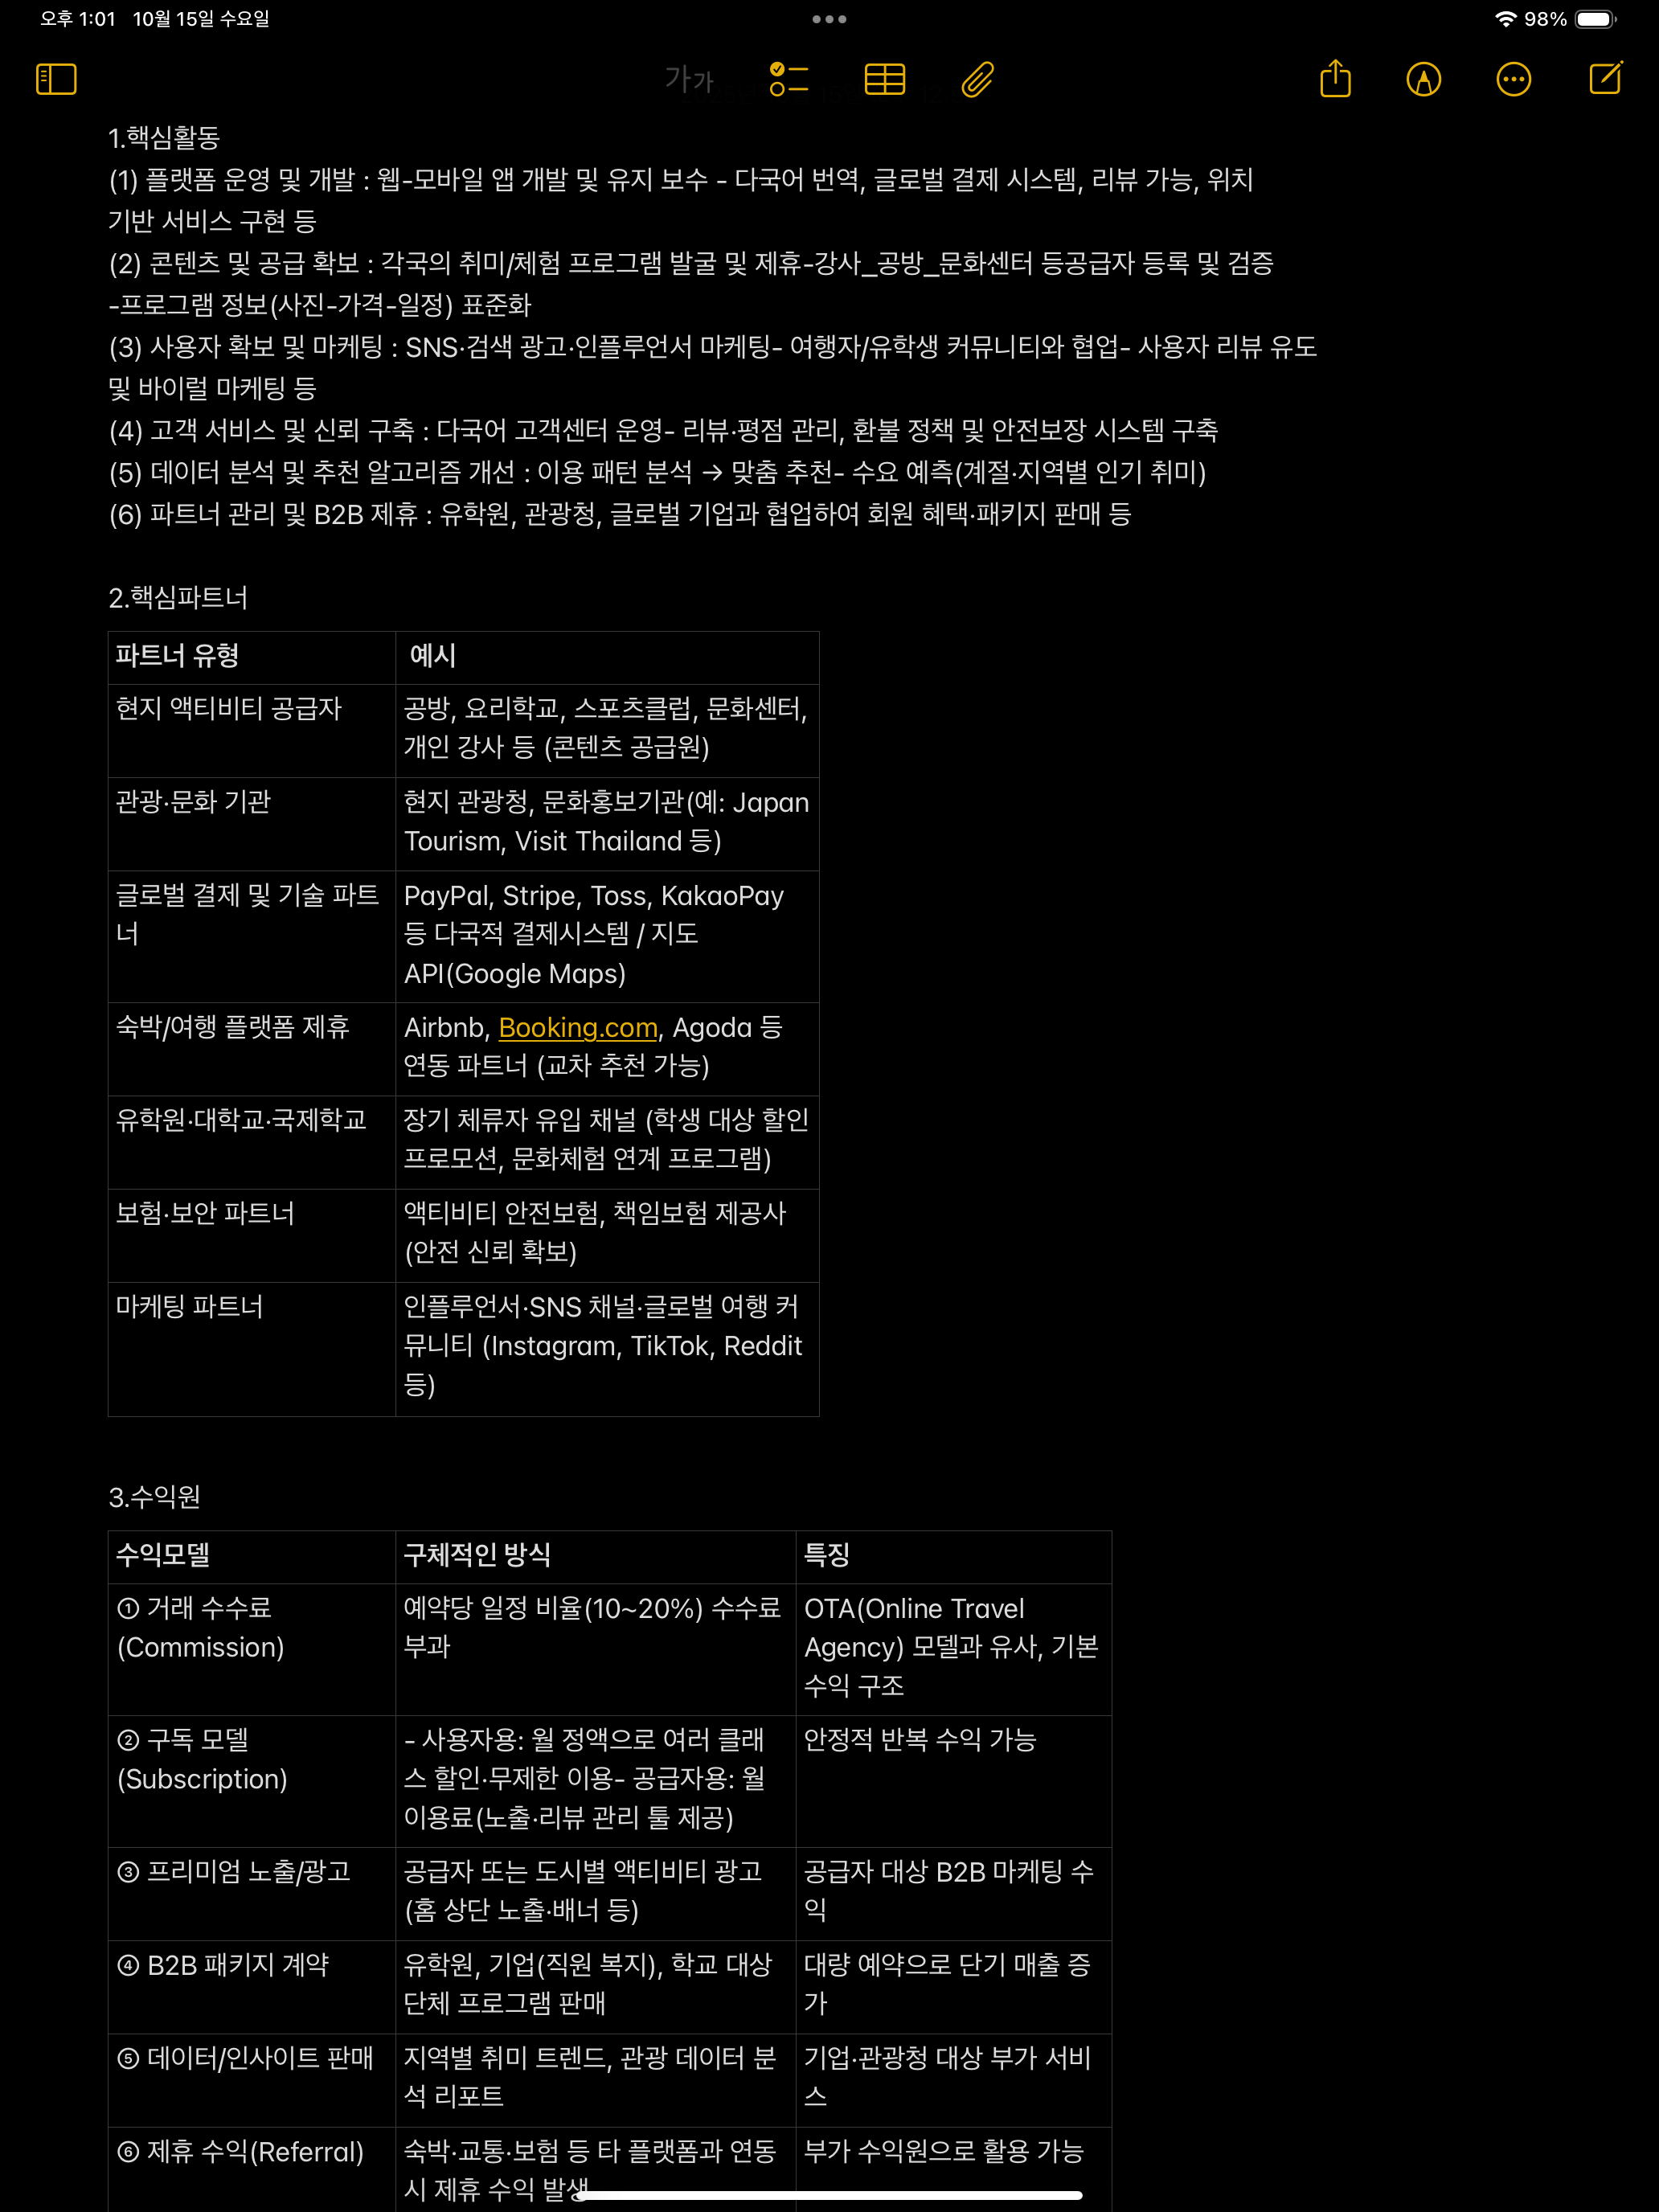 오후 1:01 10월 15일 수요일
98%
가가
1.핵심활동
(1) 플랫폼 운영 및 개발 : 웹-모바일 앱 개발 및 유지 보수 - 다국어 번역, 글로벌 결제 시스템, 리뷰 가능, 위치
기반 서비스 구현 등
(2) 콘텐츠 및 공급 확보 : 각국의 취미/체험 프로그램 발굴 및 제휴-강사_공방_문화센터 등공급자 등록 및 검증
-프로그램 정보(사진-가격-일정) 표준화
(3) 사용자 확보 및 마케팅 : SNS·검색 광고·인플루언서 마케팅- 여행자/유학생 커뮤니티와 협업- 사용자 리뷰 유도
및 바이럴 마케팅 등
(4) 고객 서비스 및 신뢰 구축 : 다국어 고객센터 운영- 리뷰·평점 관리, 환불 정책 및 안전보장 시스템 구축
(5) 데이터 분석 및 추천 알고리즘 개선 : 이용 패턴 분석 → 맞춤 추천- 수요 예측(계절·지역별 인기 취미)
(6) 파트너 관리 및 B2B 제휴 : 유학원, 관광청, 글로벌 기업과 협업하여 회원 혜택·패키지 판매 등
2.핵심파트너
파트너 유형 예시
현지 액티비티 공급자 공방, 요리학교, 스포츠클럽, 문화센터,
개인 강사 등 (콘텐츠 공급원)
관광·문화 기관 현지 관광청, 문화홍보기관(예: Japan
Tourism, Visit Thailand 등)
글로벌 결제 및 기술 파트 PayPal, Stripe, Toss, KakaoPay
너 등 다국적 결제시스템 / 지도
API(Google Maps)
숙박/여행 플랫폼 제휴 Airbnb, Booking.com, Agoda 등
연동 파트너 (교차 추천 가능)
유학원·대학교·국제학교 장기 체류자 유입 채널 (학생 대상 할인
프로모션, 문화체험 연계 프로그램)
보험·보안 파트너 액티비티 안전보험, 책임보험 제공사
(안전 신뢰 확보)
마케팅 파트너 인플루언서·SNS 채널·글로벌 여행 커
뮤니티 (Instagram, TikTok, Reddit
등)
3.수익원
수익모델 구체적인 방식 특징
① 거래 수수료 예약당 일정 비율(10~20%) 수수료 OTA(Online Travel
(Commission) 부과 Agency) 모델과 유사, 기본
수익 구조
② 구독 모델 - 사용자용: 월 정액으로 여러 클래 안정적 반복 수익 가능
(Subscription) 스 할인·무제한 이용- 공급자용: 월
이용료(노출·리뷰 관리 툴 제공)
③ 프리미엄 노출/광고 공급자 또는 도시별 액티비티 광고 공급자 대상 B2B 마케팅 수
(홈 상단 노출·배너 등) 익
④ B2B 패키지 계약 유학원, 기업(직원 복지), 학교 대상 대량 예약으로 단기 매출 증
단체 프로그램 판매 가
⑤ 데이터/인사이트 판매 지역별 취미 트렌드, 관광 데이터 분 기업·관광청 대상 부가 서비
석 리포트 스
⑥ 제휴 수익(Referral) 숙박·교통·보험 등 타 플랫폼과 연동 부가 수익원으로 활용 가능
시 제휴 수익 발생